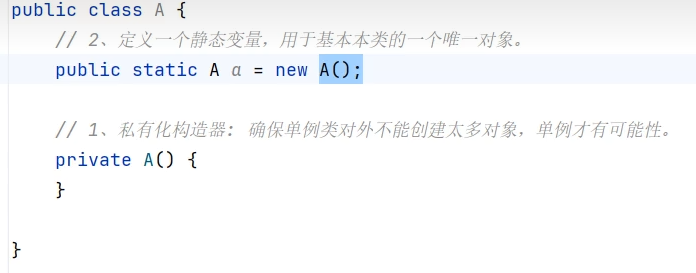 public class A {
// 2、定义一个静态变量，用于基本本类的一个唯一对象。
public static A a = new A();
// 1、私有化构造器: 确保单例类对外不能创建太多对象，单例才有可能性。
private A() {
}
}